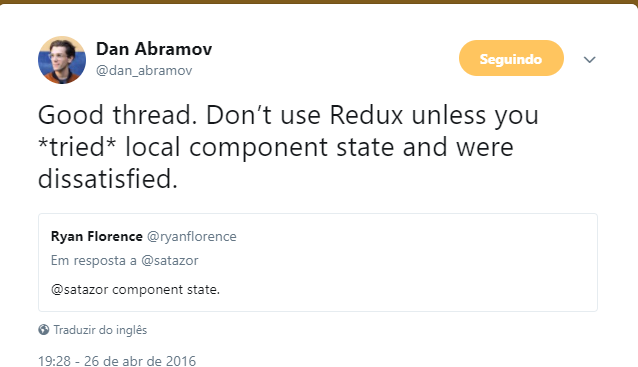 Dan Abramov
@dan_abramov
Seguindo
Good thread. Don’t use Redux unless you
*tried* local component state and were
dissatisfied.
Ryan Florence @ryanflorence
Em resposta a @satazor
@satazor component state.
Traduzir do inglês
19:28 - 26 de abr de 2016